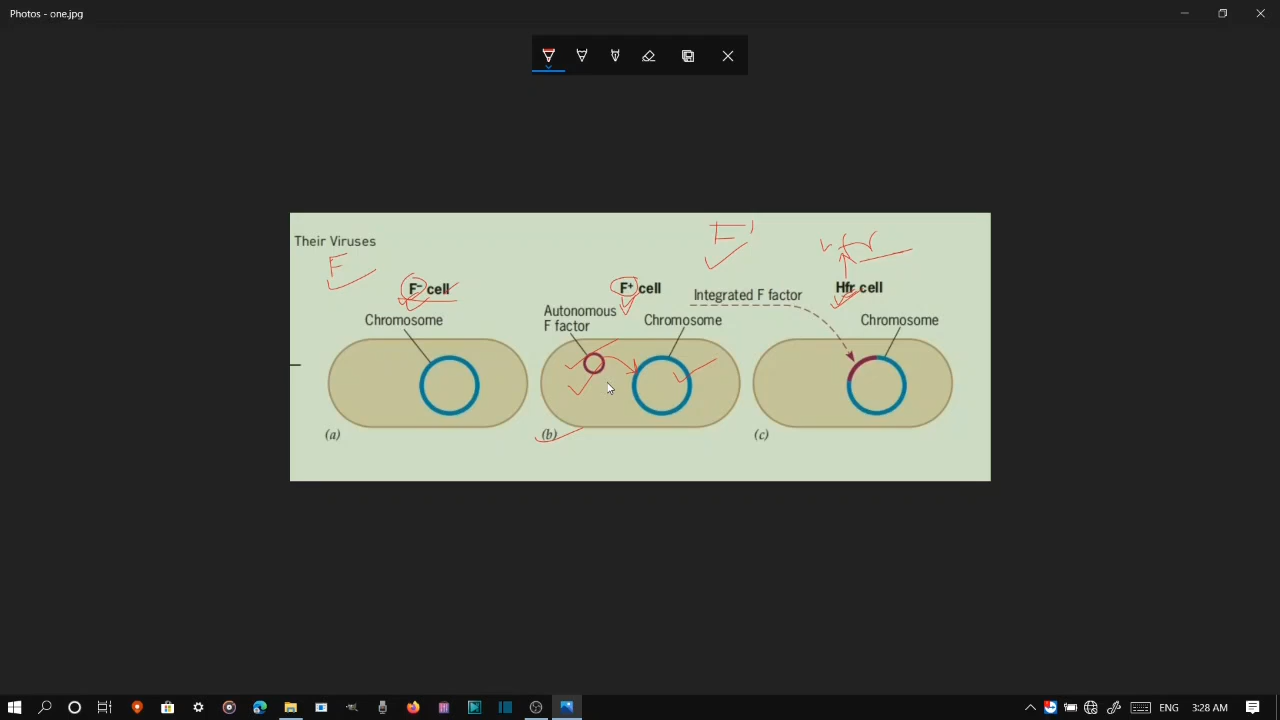 Photos - one.jpg
Their Viruses
F
F'
F⁻ cell
F⁺ cell
Hfr cell
Integrated F factor
Chromosome
Autonomous
F factor
Chromosome
Chromosome
(a)
(b)
(c)
ENG
3:28 AM